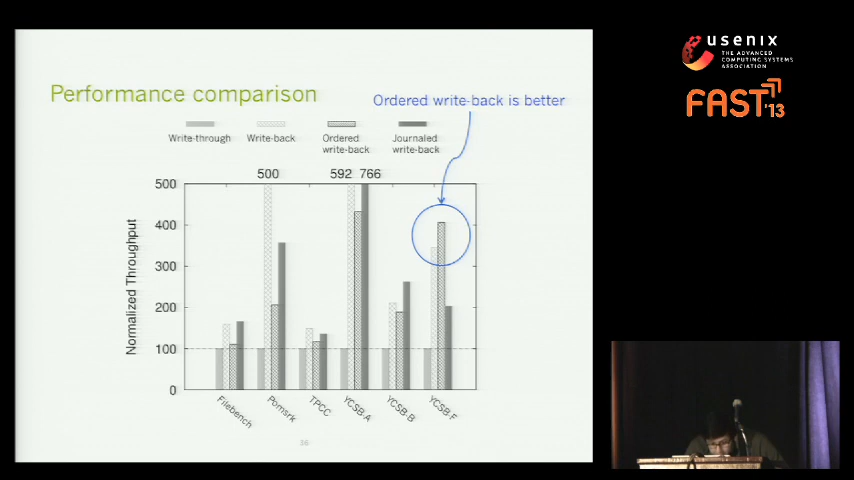 Performance comparison
Ordered write-back is better
Write-through
Write-back
Ordered
write-back
Journaled
write-back
500
592 766
500
400
300
200
100
0
Normalized Throughput
Filebench
TPCC
YCSB-A
YCSB-B
YCSB-F
36
usenix
THE ADVANCED
COMPUTING SYSTEMS
ASSOCIATION
FAST'13